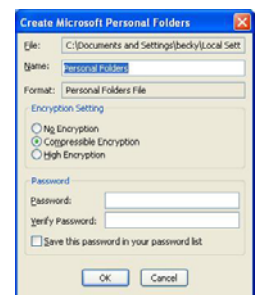 Create Microsoft Personal Folders
File: C:\Documents and Settings\becky\Local Sett
Name: Personal Folders
Format: Personal Folders File
Encryption Setting
No Encryption
Compressible Encryption
High Encryption
Password
Password:
Verify Password:
Save this password in your password list
OK Cancel